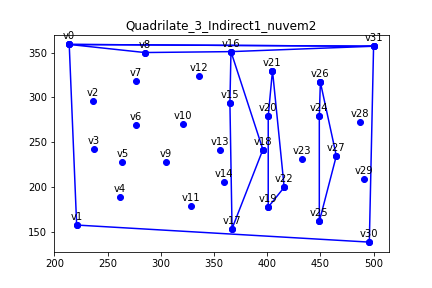 Quadrilate_3_Indirect1_nuvem2
350
300
250
200
150
200
250
300
350
400
450
500
v0
v8
v16
v31
v12
v21
v7
v26
v2
v15
v20
v24
v28
v6
v10
v3
v13
v18
v27
v5
v9
v23
v14
v29
v4
v22
v11
v19
v1
v17
v25
v30